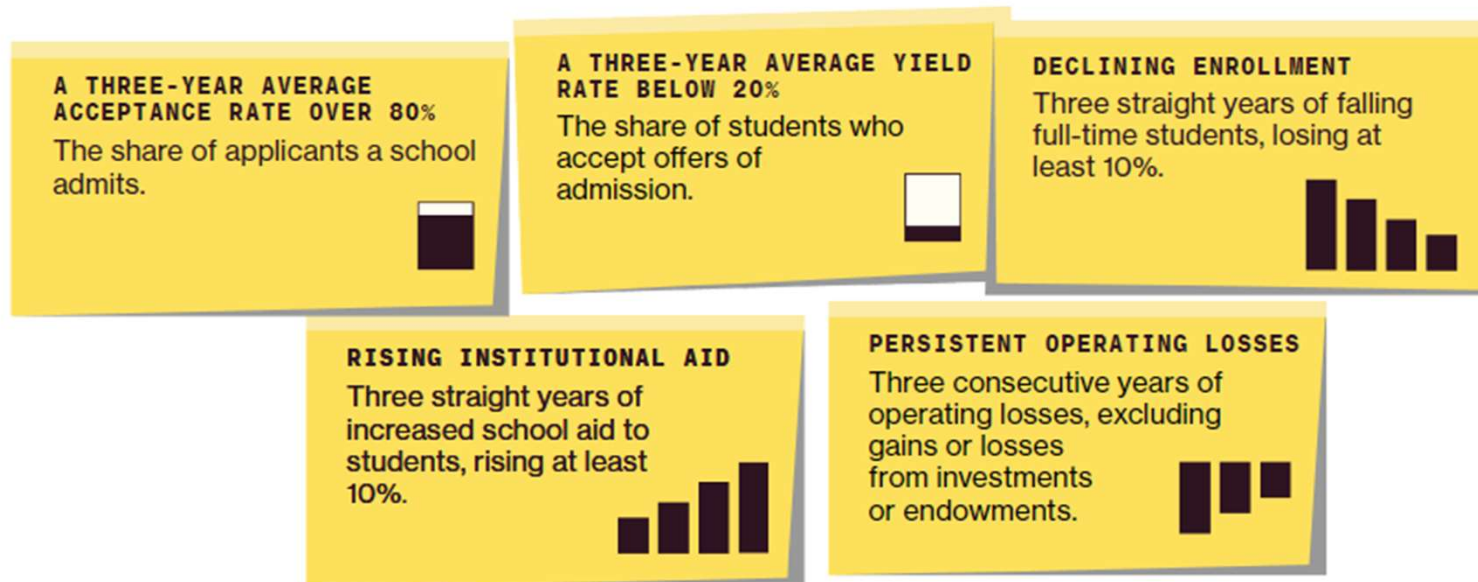 A THREE-YEAR AVERAGE
ACCEPTANCE RATE OVER 80%
The share of applicants a school
admits.
A THREE-YEAR AVERAGE YIELD
RATE BELOW 20%
The share of students who
accept offers of
admission.
DECLINING ENROLLMENT
Three straight years of falling
full-time students, losing at
least 10%.
RISING INSTITUTIONAL AID
Three straight years of
increased school aid to
students, rising at least
10%.
PERSISTENT OPERATING LOSSES
Three consecutive years of
operating losses, excluding
gains or losses
from investments
or endowments.